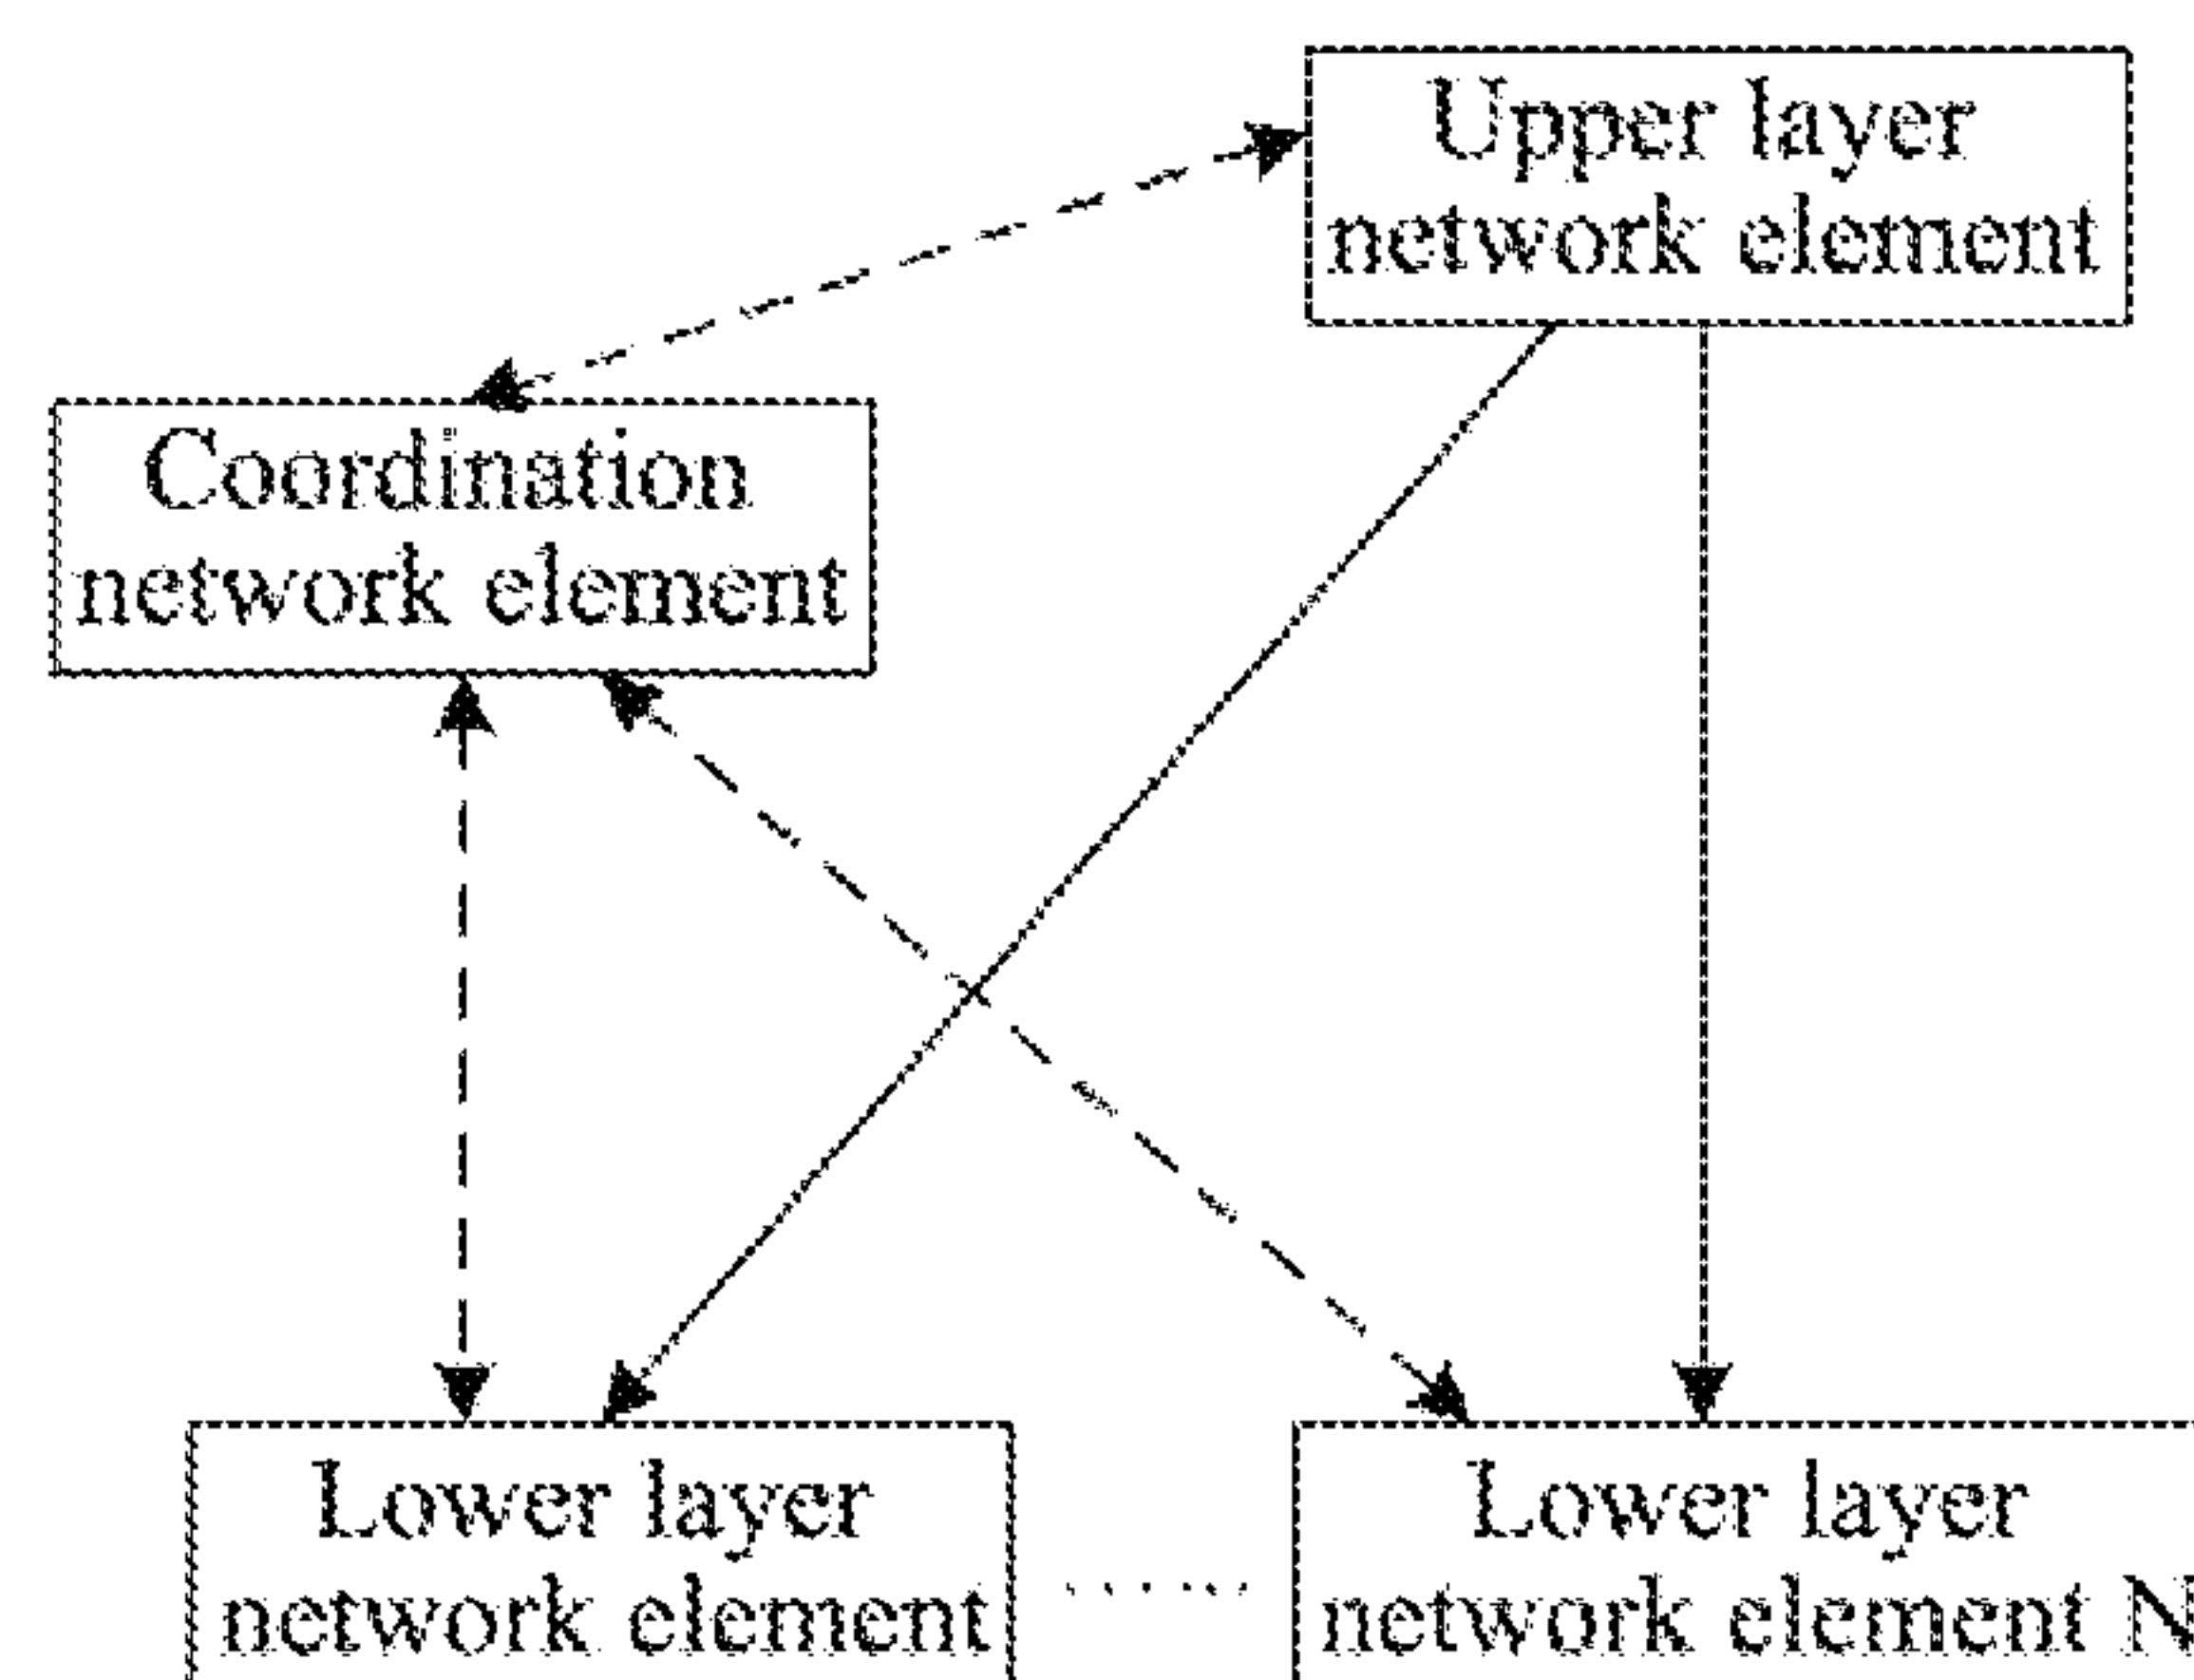 Upper layer
network element
Coordination
network element
Lower layer
network element
Lower layer
network element N